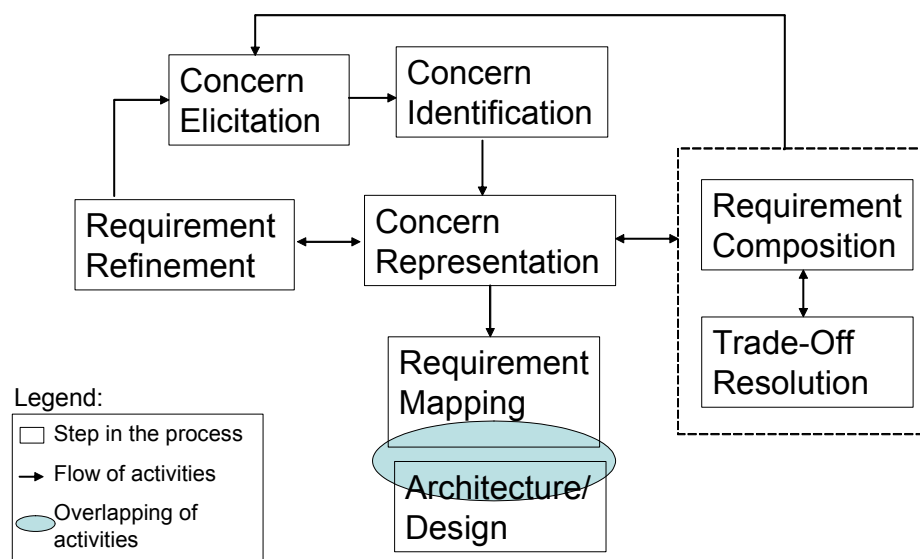 Concern
Elicitation
Concern
Identification
Requirement
Refinement
Concern
Representation
Requirement
Composition
Trade-Off
Resolution
Requirement
Mapping
Architecture/
Design
Legend:
Step in the process
Flow of activities
Overlapping of
activities